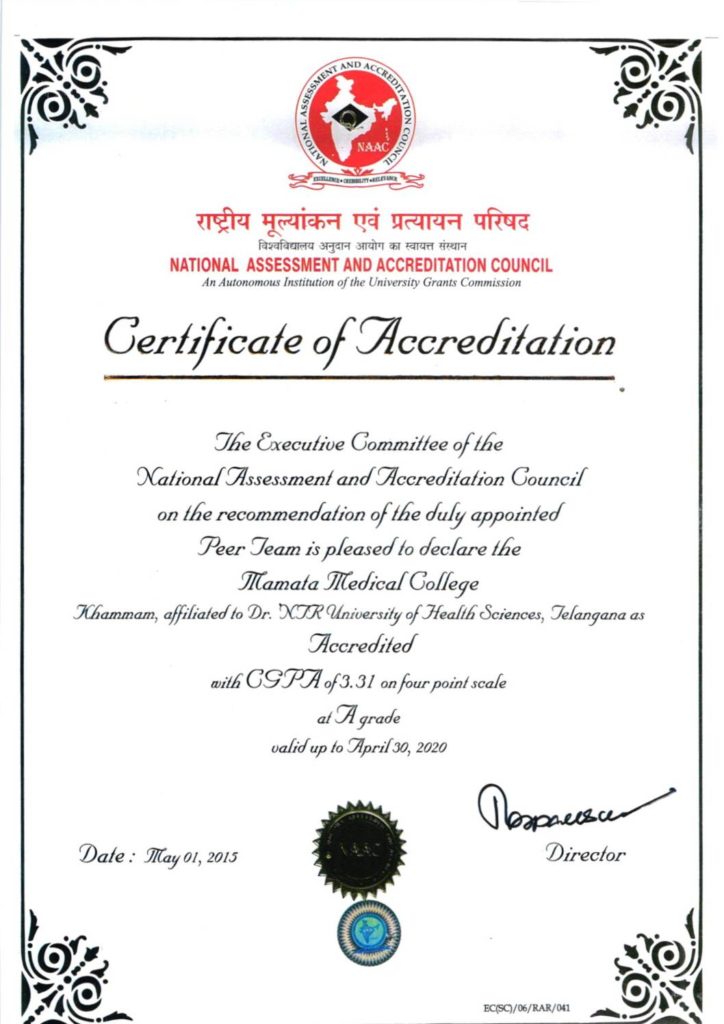 NATIONAL ASSESSMENT AND ACCREDITATION COUNCIL
NAAC
EXCELLENCE • CREDIBILITY • RELEVANCE
राष्ट्रीय मूल्यांकन एवं प्रत्यायन परिषद
विश्वविद्यालय अनुदान आयोग का स्वायत्त संस्थान
NATIONAL ASSESSMENT AND ACCREDITATION COUNCIL
An Autonomous Institution of the University Grants Commission
Certificate of Accreditation
The Executive Committee of the
National Assessment and Accreditation Council
on the recommendation of the duly appointed
Peer Team is pleased to declare the
Mamata Medical College
Khammam, affiliated to Dr. NTR University of Health Sciences, Telangana as
Accredited
with CGPA of 3.31 on four point scale
at A grade
valid up to April 30, 2020
Date : May 01, 2015
NAAC
Director
EC(SC)/06/RAR/041